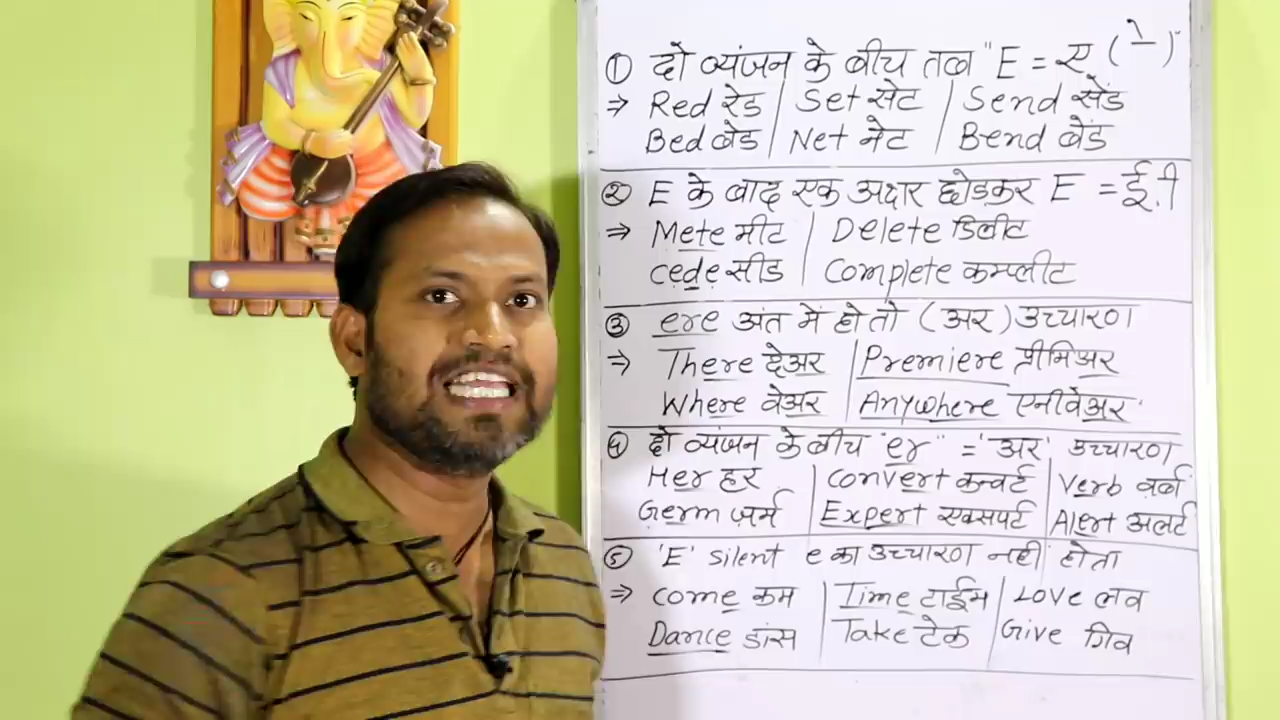 ① दो व्यंजन के बीच तब "E = ए ( े )"
⇒ Red रेड | Set सेट | Send सेंड
Bed बेड | Net नेट | Bend बेंड
② E के बाद एक अक्षर छोडकर E = ई.ी
⇒ Mete मीट | Delete डिलीट
cede सीड | Complete कम्प्लीट
③ ere अंत में हो तो (अर) उच्चारण
⇒ There देअर | Premiere प्रीमिअर
Where वेअर | Anywhere एनीवेअर
④ दो व्यंजन के बीच "er" = 'अर' उच्चारण
Her हर | Convert कन्वर्ट | Verb वर्ब
Germ ज़र्म | Expert एक्सपर्ट | Alert अलर्ट
⑤ 'E' silent e का उच्चारण नहीं होता
⇒ Come कम | Time टाईम | Love लव
Dance डांस | Take टेक | Give गिव